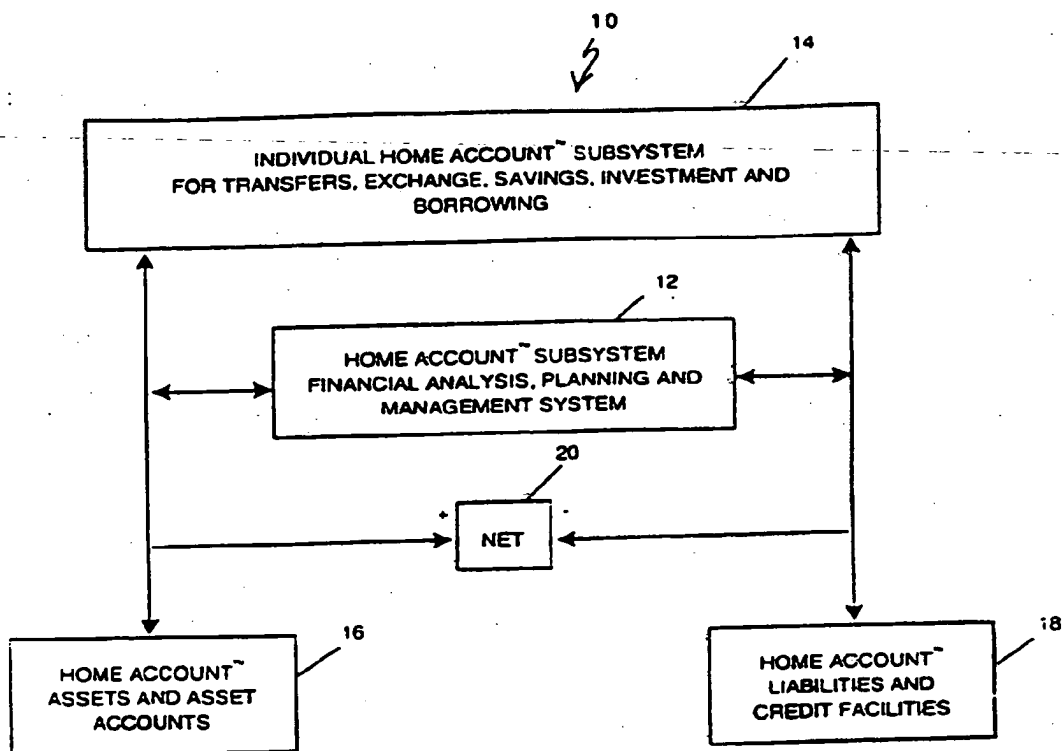 10
14
INDIVIDUAL HOME ACCOUNT™ SUBSYSTEM
FOR TRANSFERS, EXCHANGE, SAVINGS, INVESTMENT AND
BORROWING
12
HOME ACCOUNT™ SUBSYSTEM
FINANCIAL ANALYSIS, PLANNING AND
MANAGEMENT SYSTEM
20
+ -
NET
16
HOME ACCOUNT™
ASSETS AND ASSET
ACCOUNTS
18
HOME ACCOUNT™
LIABILITIES AND
CREDIT FACILITIES